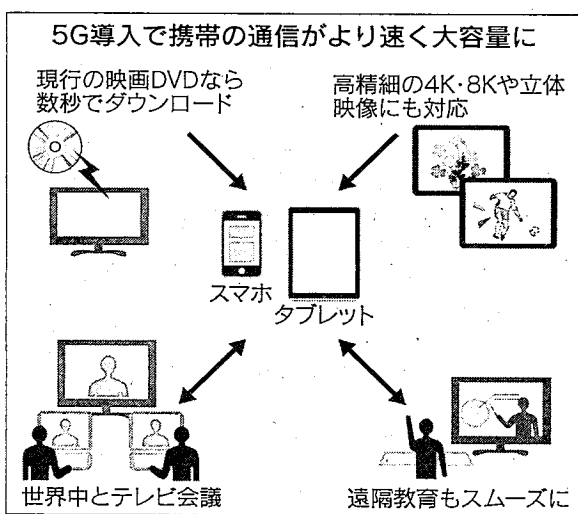 5G導入で携帯の通信がより速く大容量に
現行の映画DVDなら
数秒でダウンロード
高精細の4K・8Kや立体
映像にも対応
スマホ
タブレット
世界中とテレビ会議
遠隔教育もスムーズに